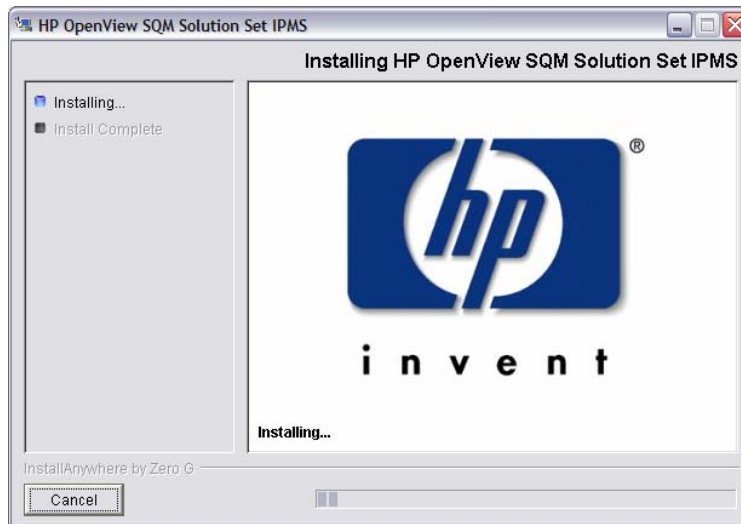 HP OpenView SQM Solution Set IPMS
Installing HP OpenView SQM Solution Set IPMS
Installing...
Install Complete
hp
®
invent
Installing...
InstallAnywhere by Zero G
Cancel